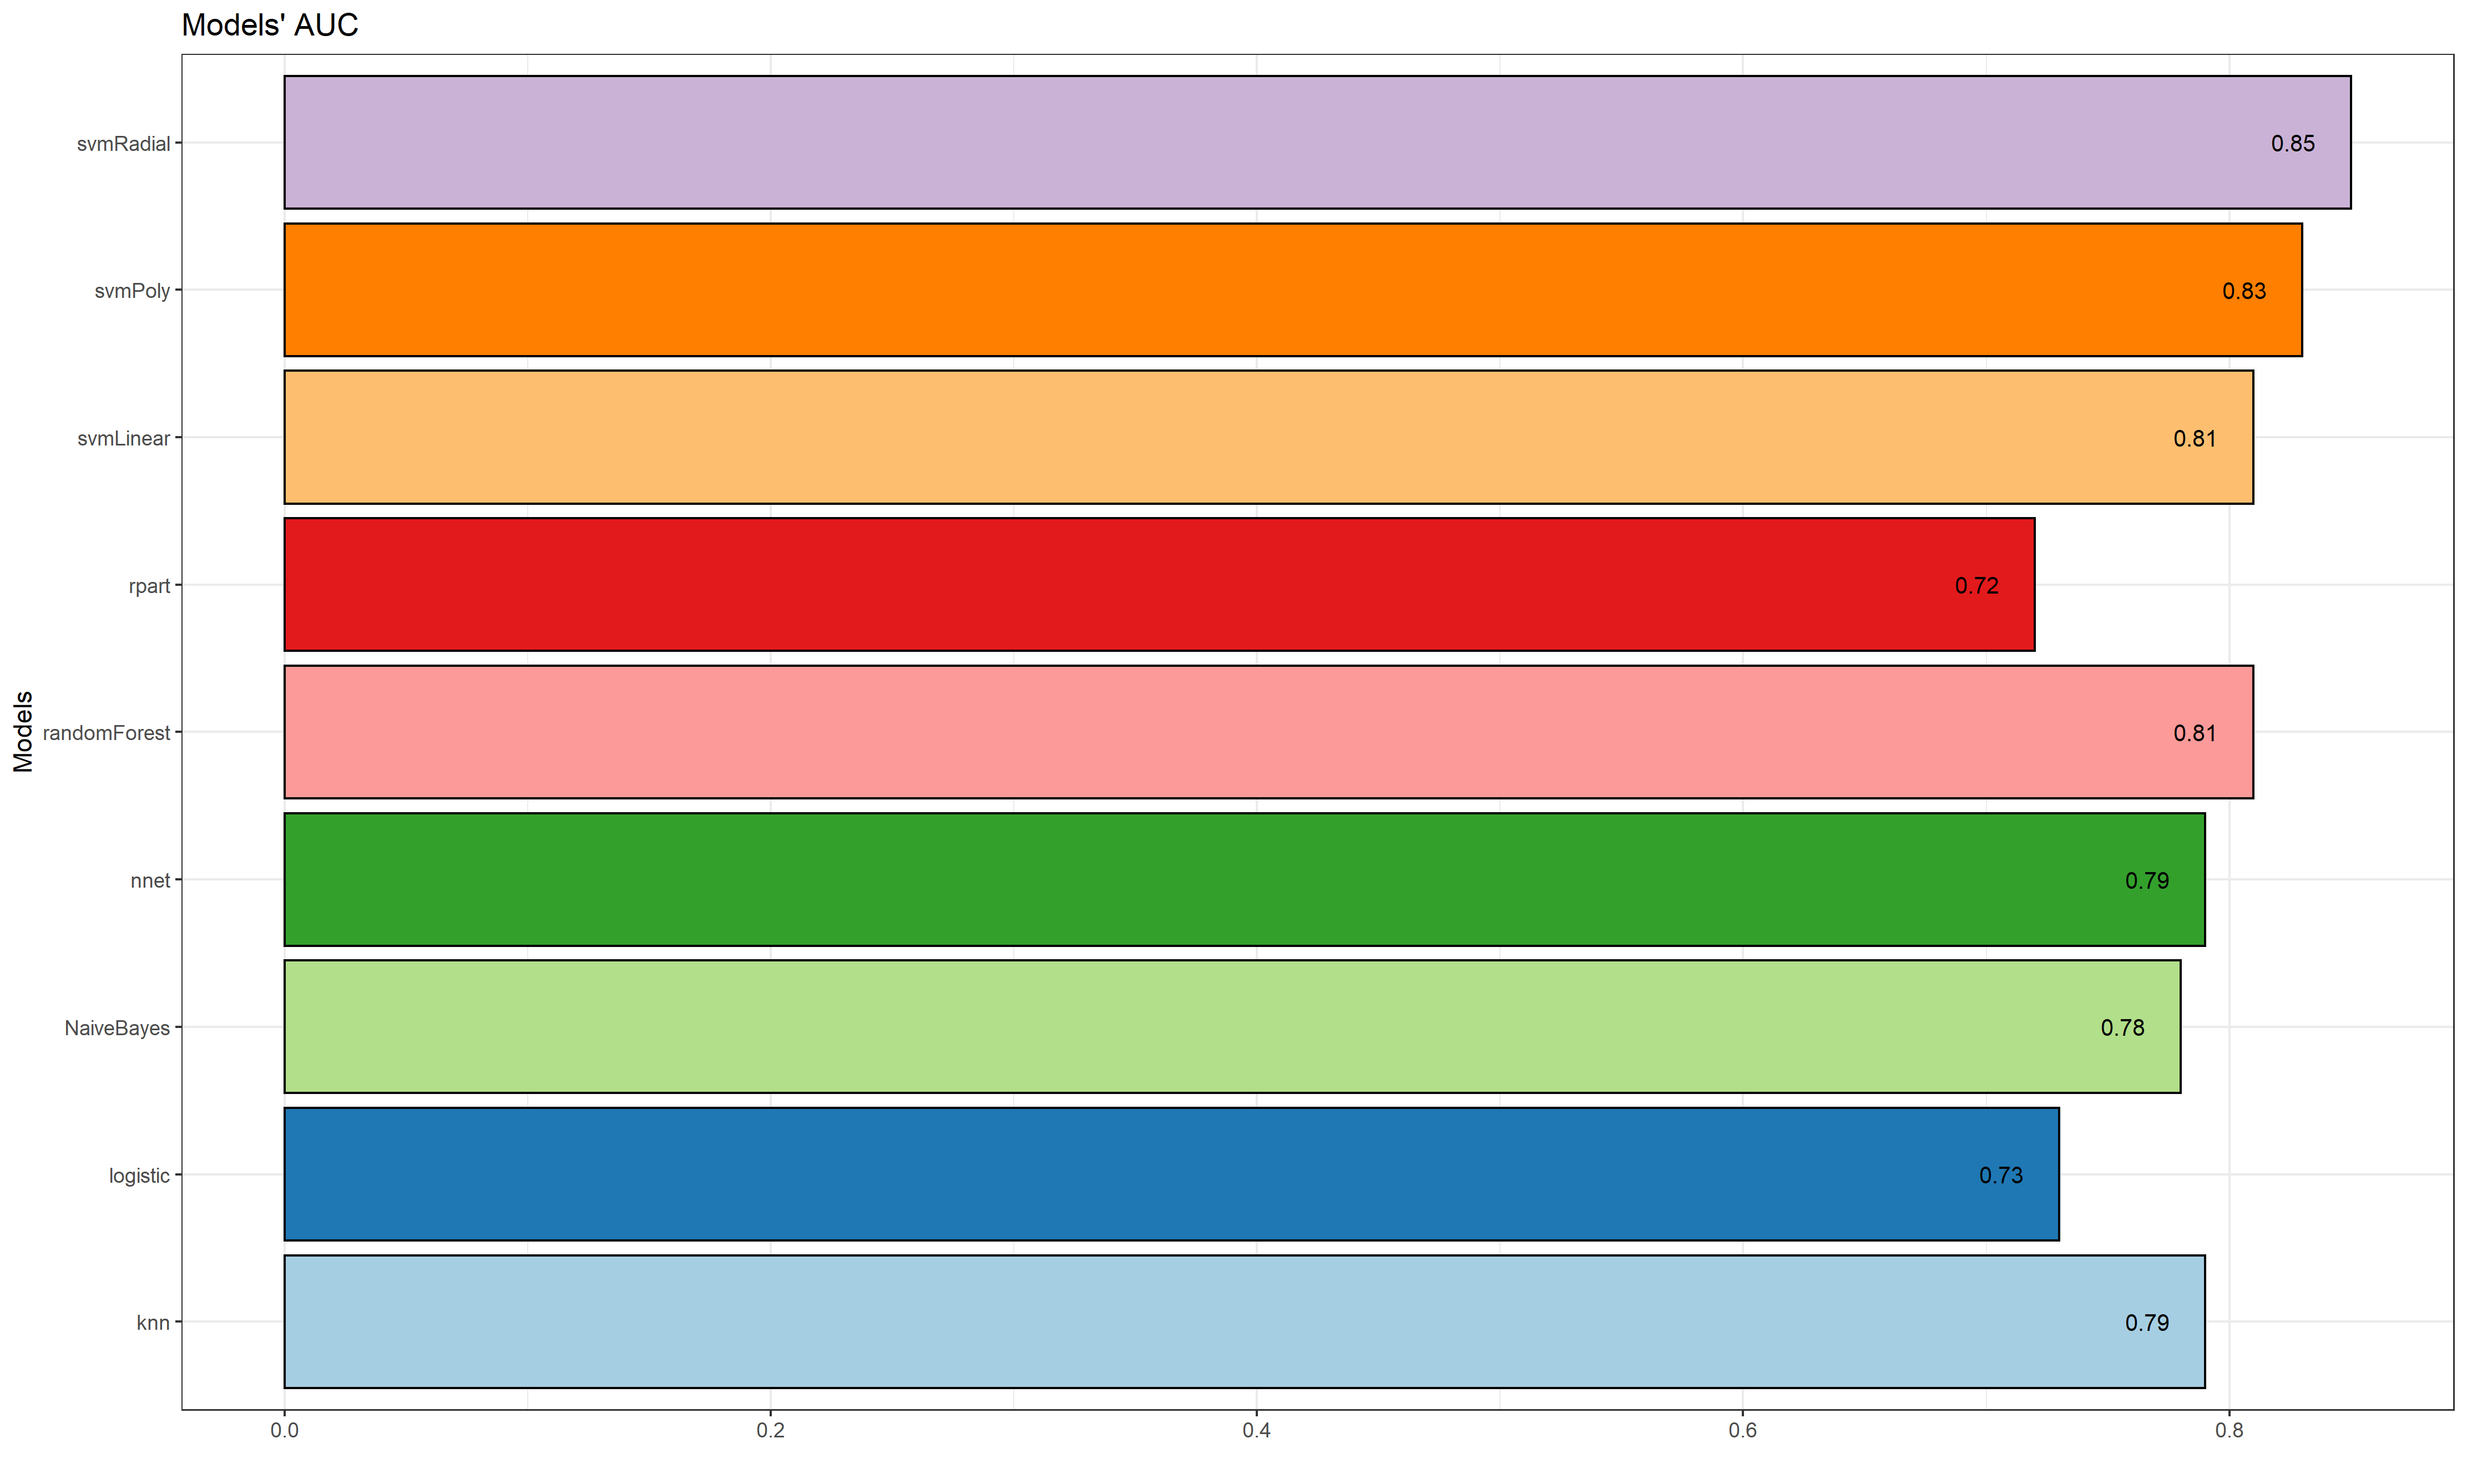 Models' AUC
Models
svmRadial
0.85
svmPoly
0.83
svmLinear
0.81
rpart
0.72
randomForest
0.81
nnet
0.79
NaiveBayes
0.78
logistic
0.73
knn
0.79
0.0 0.2 0.4 0.6 0.8